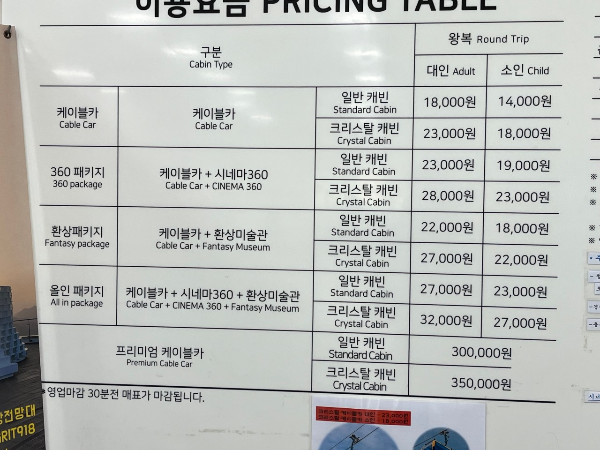 이용요금 PRICING TABLE
구분
Cabin Type
왕복 Round Trip
대인 Adult
소인 Child
케이블카
Cable Car
케이블카
Cable Car
일반 캐빈
Standard Cabin
18,000원
14,000원
크리스탈 캐빈
Crystal Cabin
23,000원
18,000원
360 패키지
360 package
케이블카 + 시네마360
Cable Car + CINEMA 360
일반 캐빈
Standard Cabin
23,000원
19,000원
크리스탈 캐빈
Crystal Cabin
28,000원
23,000원
환상패키지
Fantasy package
케이블카 + 환상미술관
Cable Car + Fantasy Museum
일반 캐빈
Standard Cabin
22,000원
18,000원
크리스탈 캐빈
Crystal Cabin
27,000원
22,000원
올인 패키지
All in package
케이블카 + 시네마360 + 환상미술관
Cable Car + CINEMA 360 + Fantasy Museum
일반 캐빈
Standard Cabin
27,000원
23,000원
크리스탈 캐빈
Crystal Cabin
32,000원
27,000원
프리미엄 케이블카
Premium Cable Car
일반 캐빈
Standard Cabin
300,000원
크리스탈 캐빈
Crystal Cabin
350,000원
*영업마감 30분전 매표가 마감됩니다.
전망대
RIT918